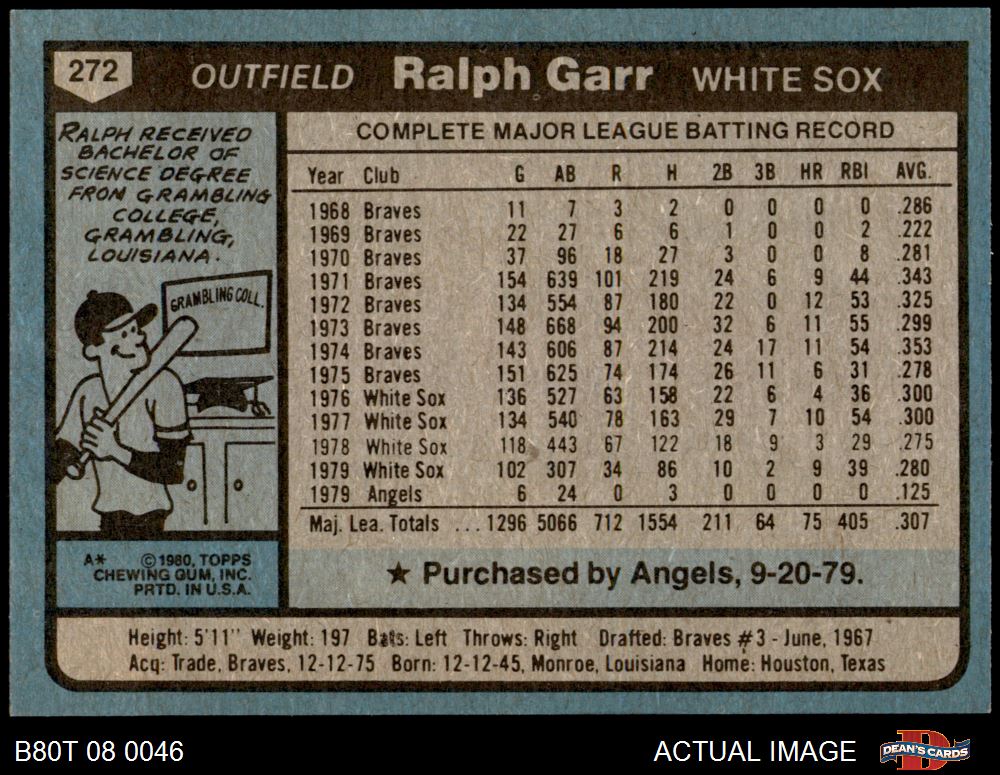 272 OUTFIELD Ralph Garr WHITE SOX
RALPH RECEIVED
BACHELOR OF
SCIENCE DEGREE
FROM GRAMBLING
COLLEGE,
GRAMBLING,
LOUISIANA.
GRAMBLING COLL.
A* © 1980, TOPPS
CHEWING GUM, INC.
PRTD. IN U.S.A.
COMPLETE MAJOR LEAGUE BATTING RECORD
Year Club G AB R H 2B 3B HR RBI AVG.
1968 Braves 11 7 3 2 0 0 0 0 .286
1969 Braves 22 27 6 6 1 0 0 2 .222
1970 Braves 37 96 18 27 3 0 0 8 .281
1971 Braves 154 639 101 219 24 6 9 44 .343
1972 Braves 134 554 87 180 22 0 12 53 .325
1973 Braves 148 668 94 200 32 6 11 55 .299
1974 Braves 143 606 87 214 24 17 11 54 .353
1975 Braves 151 625 74 174 26 11 6 31 .278
1976 White Sox 136 527 63 158 22 6 4 36 .300
1977 White Sox 134 540 78 163 29 7 10 54 .300
1978 White Sox 118 443 67 122 18 9 3 29 .275
1979 White Sox 102 307 34 86 10 2 9 39 .280
1979 Angels 6 24 0 3 0 0 0 0 .125
Maj. Lea. Totals ... 1296 5066 712 1554 211 64 75 405 .307
★ Purchased by Angels, 9-20-79.
Height: 5'11" Weight: 197 Bats: Left Throws: Right Drafted: Braves #3 - June, 1967
Acq: Trade, Braves, 12-12-75 Born: 12-12-45, Monroe, Louisiana Home: Houston, Texas
B80T 08 0046 ACTUAL IMAGE DEAN'S CARDS